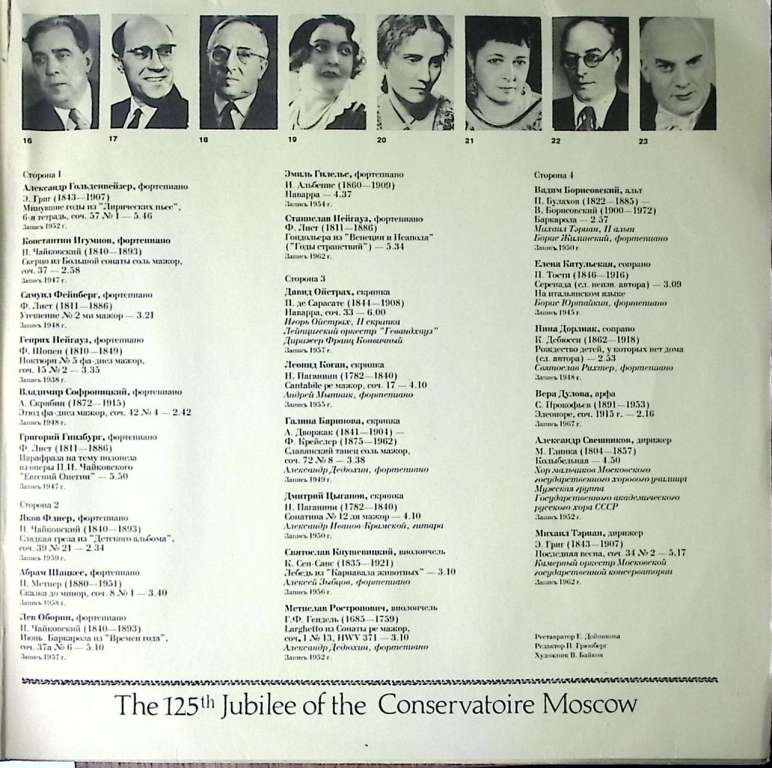 16 17 18 19 20 21 22 23
Сторона 1
Александр Гольденвейзер, фортепиано
Э. Григ (1843—1907)
Минувшие годы из "Лирических пьес",
6-я тетрадь, соч. 57 № 1 — 5.46
Запись 1952 г.
Константин Игумнов, фортепиано
П. Чайковский (1840—1893)
Скерцо из Большой сонаты соль мажор,
соч. 37 — 2.58
Запись 1947 г.
Самуил Фейнберг, фортепиано
Ф. Лист (1811—1886)
Утешение № 2 ми мажор — 3.21
Запись 1948 г.
Генрих Нейгауз, фортепиано
Ф. Шопен (1810—1849)
Ноктюрн № 5 фа-диез мажор,
соч. 15 № 2 — 3.35
Запись 1938 г.
Владимир Софроницкий, фортепиано
А. Скрябин (1872—1915)
Этюд фа-диез мажор, соч. 42 № 4 — 2.42
Запись 1948 г.
Григорий Гинзбург, фортепиано
Ф. Лист (1811—1886)
Парафраза на тему полонеза
из оперы П.И. Чайковского
"Евгений Онегин" — 5.50
Запись 1947 г.
Сторона 2
Яков Флиер, фортепиано
П. Чайковский (1840—1893)
Сладкая греза из "Детского альбома",
соч. 39 № 21 — 2.34
Запись 1959 г.
Абрам Шацкес, фортепиано
Н. Метнер (1880—1951)
Сказка до минор, соч. 8 № 1 — 3.40
Запись 1958 г.
Лев Оборин, фортепиано
П. Чайковский (1840—1893)
Июнь. Баркарола из "Времен года",
соч. 37а № 6 — 5.10
Запись 1957 г.
Эмиль Гилельс, фортепиано
И. Альбенис (1860—1909)
Наварра — 4.37
Запись 1954 г.
Станислав Нейгауз, фортепиано
Ф. Лист (1811—1886)
Гондольера из "Венеции и Неаполя"
("Годы странствий") — 5.34
Запись 1962 г.
Сторона 3
Давид Ойстрах, скрипка
П. де Сарасате (1844—1908)
Наварра, соч. 33 — 6.00
Игорь Ойстрах, II скрипка
Лейпцигский оркестр "Гевандхауз"
Дирижер Франц Конвичный
Запись 1957 г.
Леонид Коган, скрипка
Н. Паганини (1782—1840)
Cantabile ре мажор, соч. 17 — 4.10
Андрей Мытник, фортепиано
Запись 1955 г.
Галина Баринова, скрипка
А. Дворжак (1841—1904) —
Ф. Крейслер (1875—1962)
Славянский танец соль мажор,
соч. 72 № 8 — 3.38
Александр Дедюхин, фортепиано
Запись 1949 г.
Дмитрий Цыганов, скрипка
Н. Паганини (1782—1840)
Сонатина № 12 ля мажор — 4.10
Александр Иванов-Крамской, гитара
Запись 1950 г.
Святослав Кнушевицкий, виолончель
К. Сен-Санс (1835—1921)
Лебедь из "Карнавала животных" — 3.10
Алексей Зыбцев, фортепиано
Запись 1956 г.
Мстислав Ростропович, виолончель
Г.Ф. Гендель (1685—1759)
Larghetto из Сонаты ре мажор,
соч. 1 № 13, HWV 371 — 3.10
Александр Дедюхин, фортепиано
Запись 1952 г.
Сторона 4
Вадим Борисовский, альт
П. Булахов (1822—1885) —
В. Борисовский (1900—1972)
Баркарола — 2.57
Михаил Тэриан, II альт
Борис Жилинский, фортепиано
Запись 1950 г.
Елена Катульская, сопрано
П. Тости (1846—1916)
Серенада (сл. неизв. автора) — 3.09
На итальянском языке
Борис Юртайкин, фортепиано
Запись 1945 г.
Нина Дорлиак, сопрано
К. Дебюсси (1862—1918)
Рождество детей, у которых нет дома
(сл. автора) — 2.53
Святослав Рихтер, фортепиано
Запись 1948 г.
Вера Дулова, арфа
С. Прокофьев (1891—1953)
Элеоноре, соч. 1913 г. — 2.16
Запись 1967 г.
Александр Свешников, дирижер
М. Глинка (1804—1857)
Колыбельная — 4.50
Хор мальчиков Московского
государственного хорового училища
Мужская группа
Государственного академического
русского хора СССР
Запись 1952 г.
Михаил Тэриан, дирижер
Э. Григ (1843—1907)
Последняя весна, соч. 34 № 2 — 5.17
Камерный оркестр Московской
государственной консерватории
Запись 1962 г.
Реставратор Е. Дойникова
Редактор П. Гринберг
Художник В. Байков
The 125th Jubilee of the Conservatoire Moscow